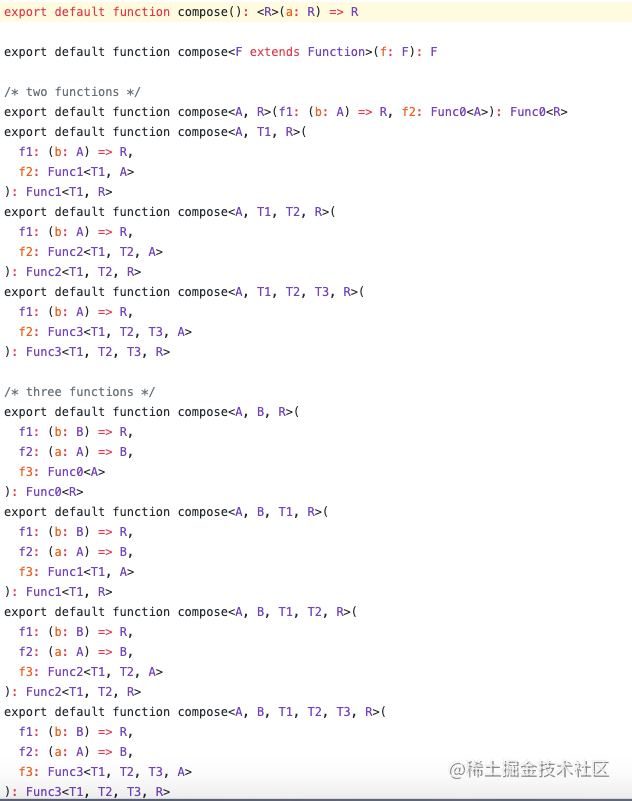 export default function compose(): <R>(a: R) => R

export default function compose<F extends Function>(f: F): F

/* two functions */
export default function compose<A, R>(f1: (b: A) => R, f2: Func0<A>): Func0<R>
export default function compose<A, T1, R>(
  f1: (b: A) => R,
  f2: Func1<T1, A>
): Func1<T1, R>
export default function compose<A, T1, T2, R>(
  f1: (b: A) => R,
  f2: Func2<T1, T2, A>
): Func2<T1, T2, R>
export default function compose<A, T1, T2, T3, R>(
  f1: (b: A) => R,
  f2: Func3<T1, T2, T3, A>
): Func3<T1, T2, T3, R>

/* three functions */
export default function compose<A, B, R>(
  f1: (b: B) => R,
  f2: (a: A) => B,
  f3: Func0<A>
): Func0<R>
export default function compose<A, B, T1, R>(
  f1: (b: B) => R,
  f2: (a: A) => B,
  f3: Func1<T1, A>
): Func1<T1, R>
export default function compose<A, B, T1, T2, R>(
  f1: (b: B) => R,
  f2: (a: A) => B,
  f3: Func2<T1, T2, A>
): Func2<T1, T2, R>
export default function compose<A, B, T1, T2, T3, R>(
  f1: (b: B) => R,
  f2: (a: A) => B,
  f3: Func3<T1, T2, T3, A>
): Func3<T1, T2, T3, R>
@稀土掘金技术社区